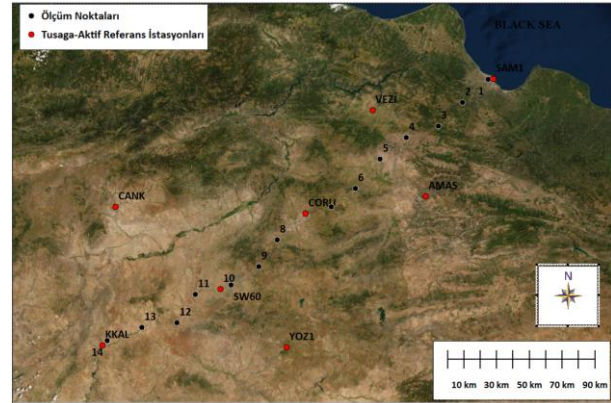 Ölçüm Noktaları
Tusaga-Aktif Referans İstasyonları
BLACK SEA
SAM1
1
2
VEZI
3
4
5
6
AMAS
CANK
CORU
8
9
10
11
SW60
12
13
KKAL
14
YOZ1
N
10 km 30 km 50 km 70 km 90 km